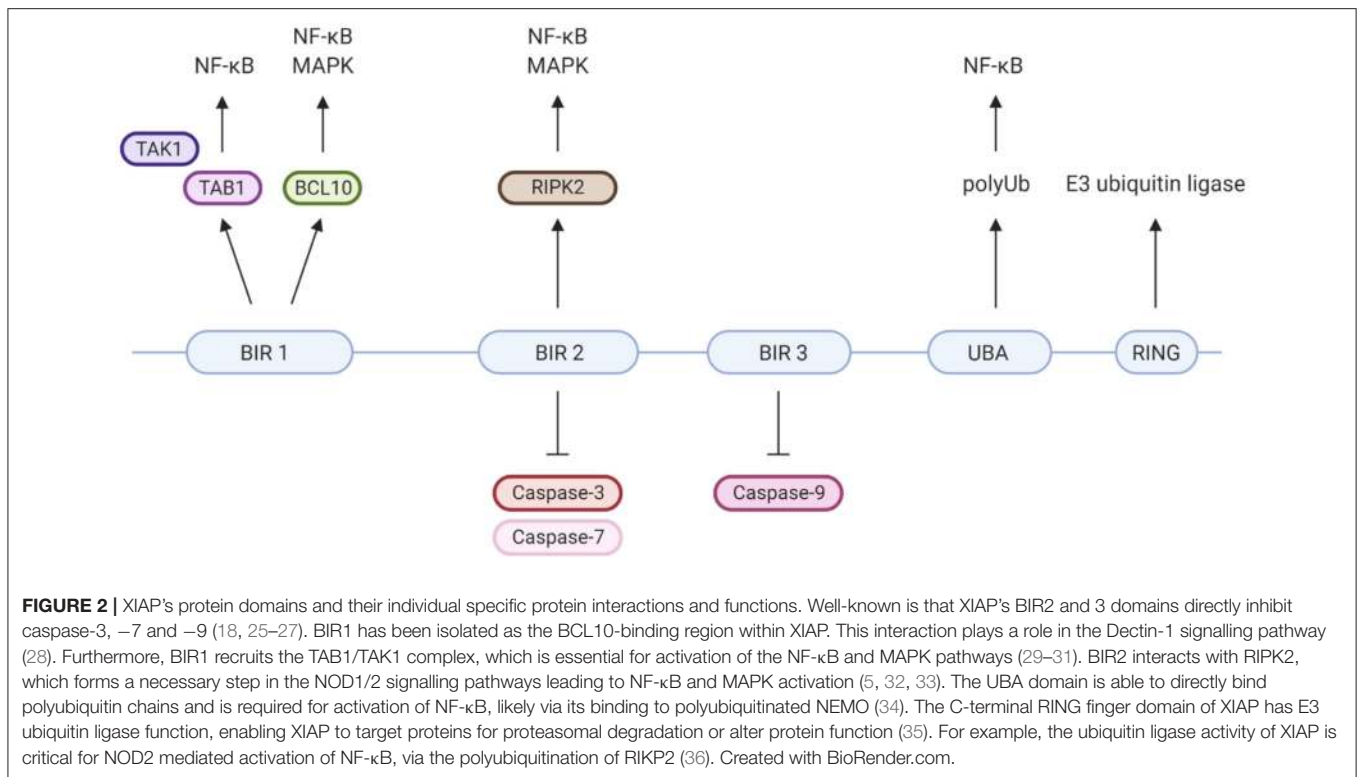 NF-κB
NF-κB
MAPK
NF-κB
MAPK
NF-κB
TAK1
TAB1
BCL10
RIPK2
polyUb
E3 ubiquitin ligase
BIR 1
BIR 2
BIR 3
UBA
RING
Caspase-3
Caspase-9
Caspase-7
FIGURE 2 | XIAP's protein domains and their individual specific protein interactions and functions. Well-known is that XIAP's BIR2 and 3 domains directly inhibit
caspase-3, −7 and −9 (18, 25–27). BIR1 has been isolated as the BCL10-binding region within XIAP. This interaction plays a role in the Dectin-1 signalling pathway
(28). Furthermore, BIR1 recruits the TAB1/TAK1 complex, which is essential for activation of the NF-κB and MAPK pathways (29–31). BIR2 interacts with RIPK2,
which forms a necessary step in the NOD1/2 signalling pathways leading to NF-κB and MAPK activation (5, 32, 33). The UBA domain is able to directly bind
polyubiquitin chains and is required for activation of NF-κB, likely via its binding to polyubiquitinated NEMO (34). The C-terminal RING finger domain of XIAP has E3
ubiquitin ligase function, enabling XIAP to target proteins for proteasomal degradation or alter protein function (35). For example, the ubiquitin ligase activity of XIAP is
critical for NOD2 mediated activation of NF-κB, via the polyubiquitination of RIKP2 (36). Created with BioRender.com.